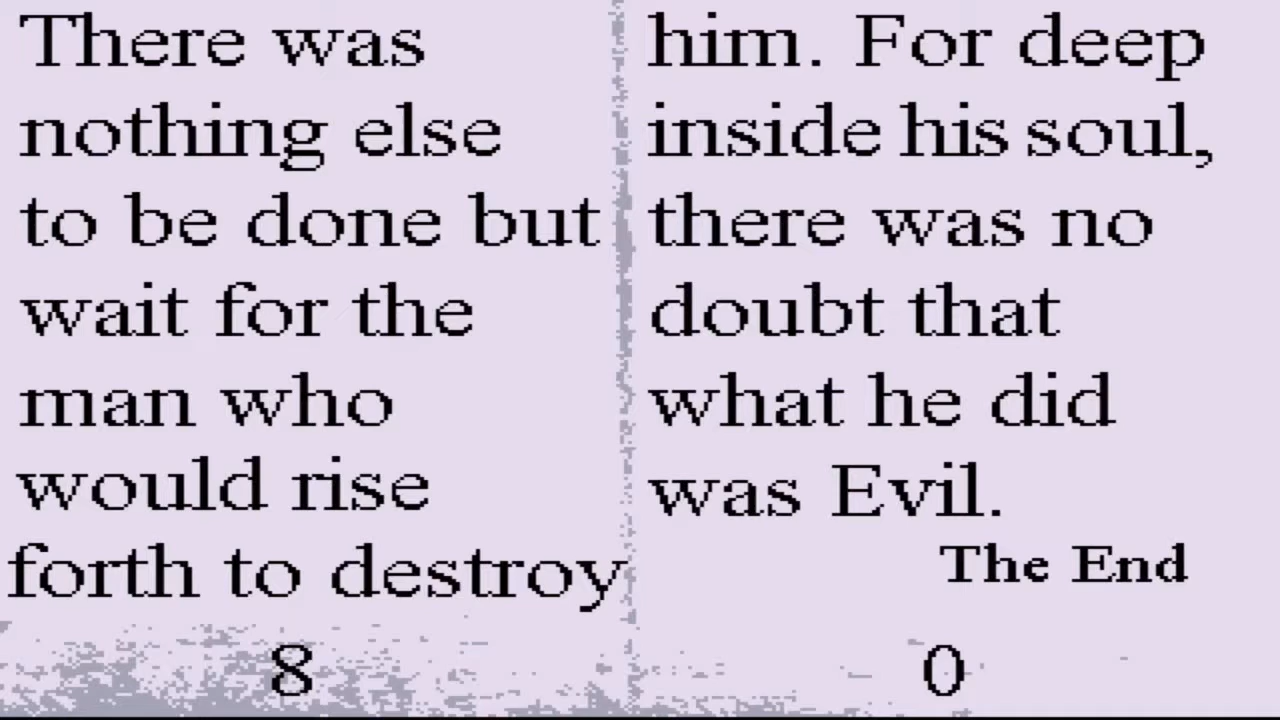 There was
nothing else
to be done but
wait for the
man who
would rise
forth to destroy
8
him. For deep
inside his soul,
there was no
doubt that
what he did
was Evil.
The End
0